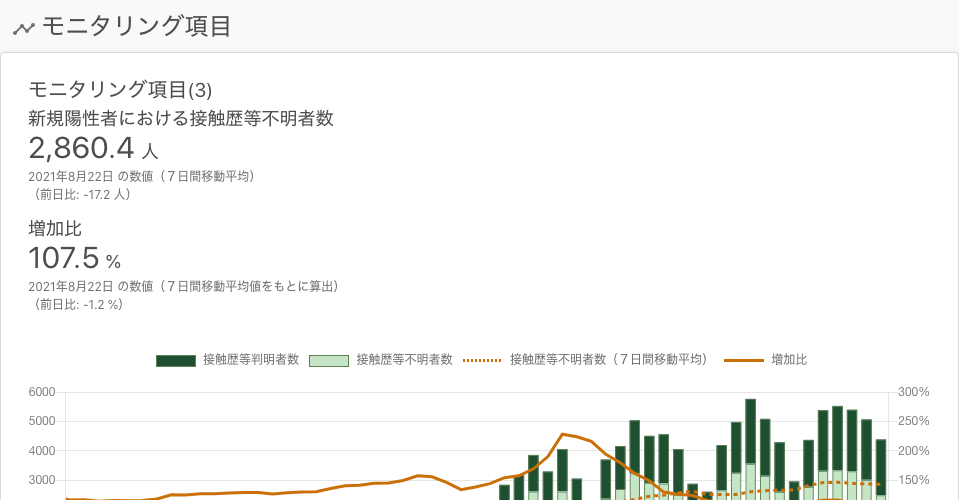 モニタリング項目
モニタリング項目(3)
新規陽性者における接触歴等不明者数
2,860.4 人
2021年8月22日 の数値（７日間移動平均）
（前日比: -17.2 人）
増加比
107.5 %
2021年8月22日 の数値（７日間移動平均値をもとに算出）
（前日比: -1.2 %）
接触歴等判明者数 接触歴等不明者数 接触歴等不明者数（７日間移動平均） 増加比
6000 300%
5000 250%
4000 200%
3000 150%